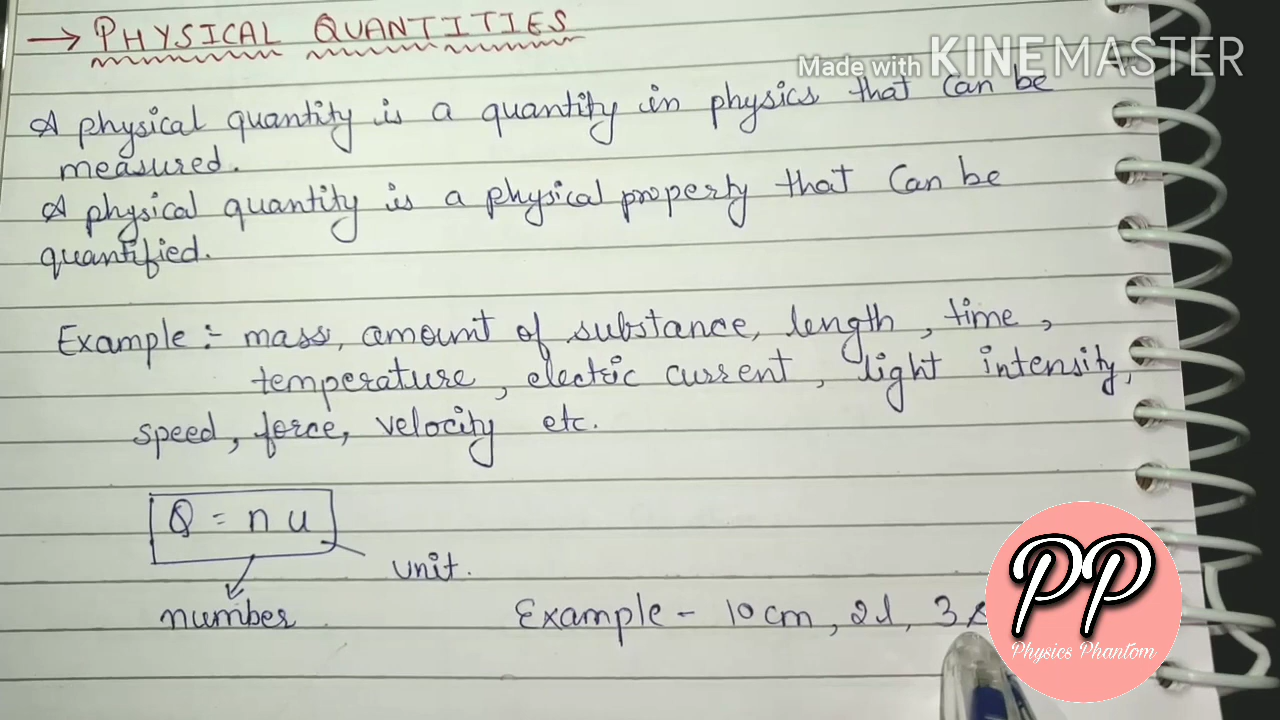 → PHYSICAL QUANTITIES
Made with KINEMASTER
A physical quantity is a quantity in physics that can be
measured.
A physical quantity is a physical property that can be
quantified.
Example :- mass, amount of substance, length, time,
temperature, electric current, light intensity,
speed, force, velocity etc.
Q = n u
unit.
number
Example - 10 cm, 2l, 3
PP
Physics Phantom